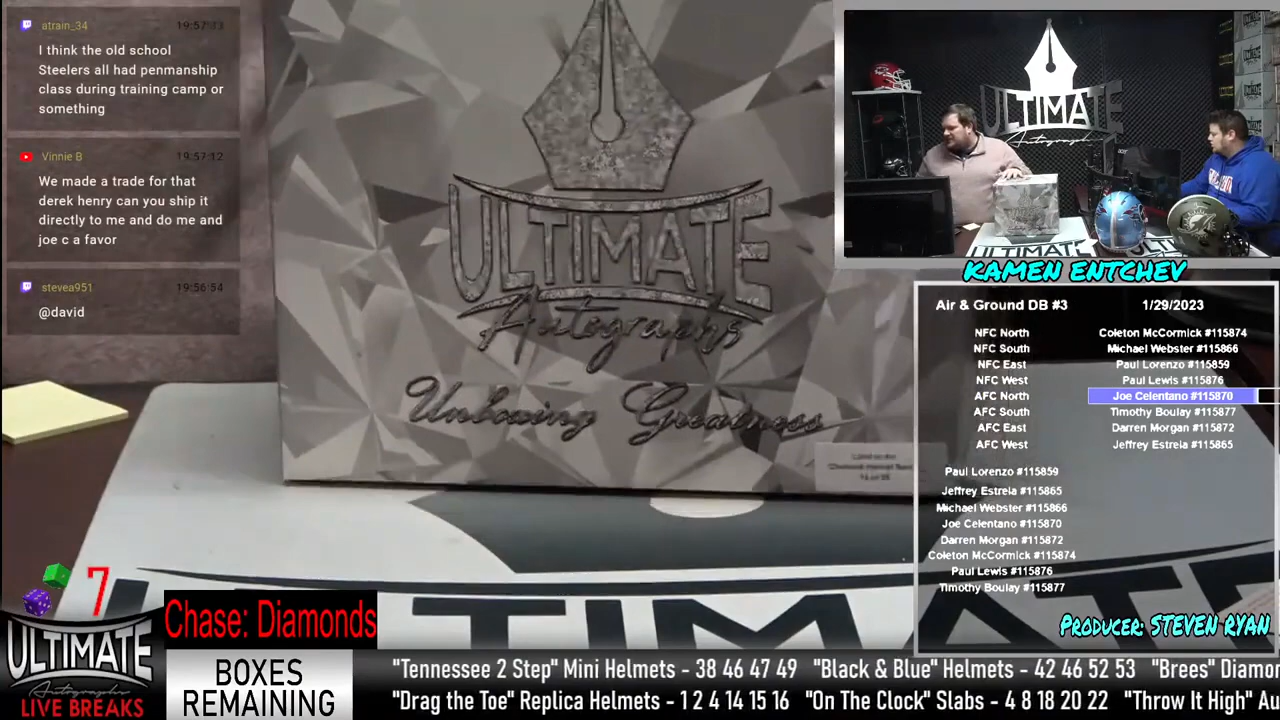 atrain_34 19:57:33
I think the old school
Steelers all had penmanship
class during training camp or
something
Vinnie B 19:57:12
We made a trade for that
derek henry can you ship it
directly to me and do me and
joe c a favor
stevea951 19:56:54
@david
ULTIMATE
Autographs
Unboxing Greatness
ULTIMATE
KAMEN ENTCHEV
Air & Ground DB #3 1/29/2023
NFC North Coleton McCormick #115874
NFC South Michael Webster #115866
NFC East Paul Lorenzo #115859
NFC West Paul Lewis #115876
AFC North Joe Celentano #115870
AFC South Timothy Boulay #115877
AFC East Darren Morgan #115872
AFC West Jeffrey Estrela #115865
Paul Lorenzo #115859
Jeffrey Estrela #115865
Michael Webster #115866
Joe Celentano #115870
Darren Morgan #115872
Coleton McCormick #115874
Paul Lewis #115876
Timothy Boulay #115877
PRODUCER: STEVEN RYAN
7
ULTIMATE
Autographs
LIVE BREAKS
Chase: Diamonds
BOXES
REMAINING
"Tennessee 2 Step" Mini Helmets - 38 46 47 49 "Black & Blue" Helmets - 42 46 52 53 "Brees" Diamon
"Drag the Toe" Replica Helmets - 1 2 4 14 15 16 "On The Clock" Slabs - 4 8 18 20 22 "Throw It High" Au
ULTIMATE